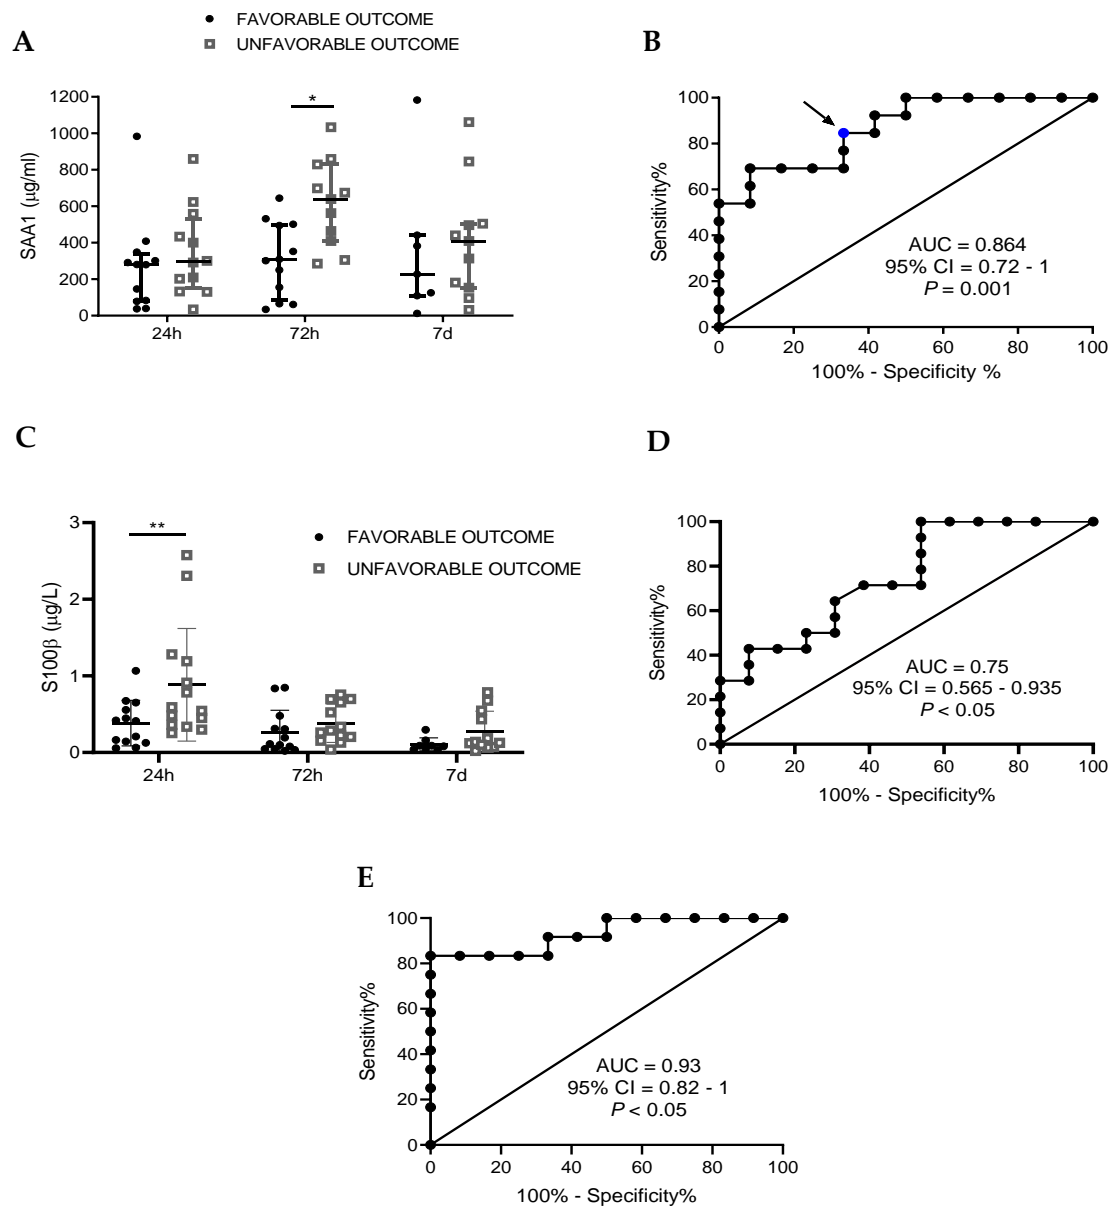 FAVORABLE OUTCOME
UNFAVORABLE OUTCOME
A
SAA1 (μg/ml)
1200
1000
800
600
400
200
0
*
24h
72h
7d
B
Sensitivity%
100
80
60
40
20
0
AUC = 0.864
95% CI = 0.72 - 1
P = 0.001
0 20 40 60 80 100
100% - Specificity %
C
S100β (μg/L)
3
2
1
0
**
FAVORABLE OUTCOME
UNFAVORABLE OUTCOME
24h
72h
7d
D
Sensitivity%
100
80
60
40
20
0
AUC = 0.75
95% CI = 0.565 - 0.935
P < 0.05
0 20 40 60 80 100
100% - Specificity%
E
Sensitivity%
100
80
60
40
20
0
AUC = 0.93
95% CI = 0.82 - 1
P < 0.05
0 20 40 60 80 100
100% - Specificity%